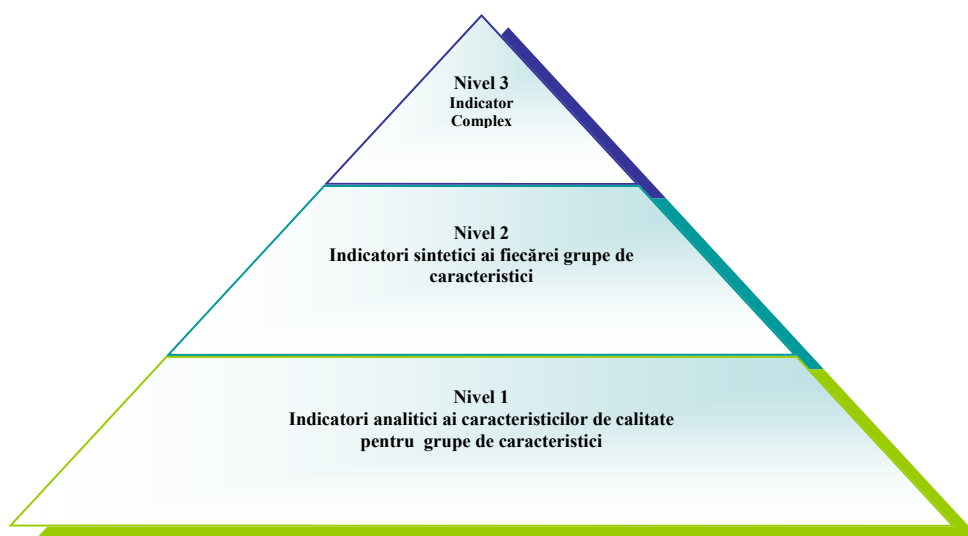 Nivel 3
Indicator
Complex
Nivel 2
Indicatori sintetici ai fiecărei grupe de
caracteristici
Nivel 1
Indicatori analitici ai caracteristicilor de calitate
pentru grupe de caracteristici